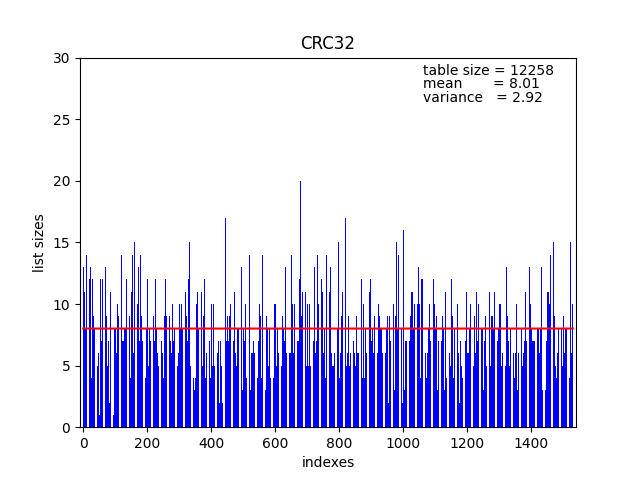 CRC32
30
25
20
15
10
5
0
list sizes
table size = 12258
mean = 8.01
variance = 2.92
0 200 400 600 800 1000 1200 1400
indexes